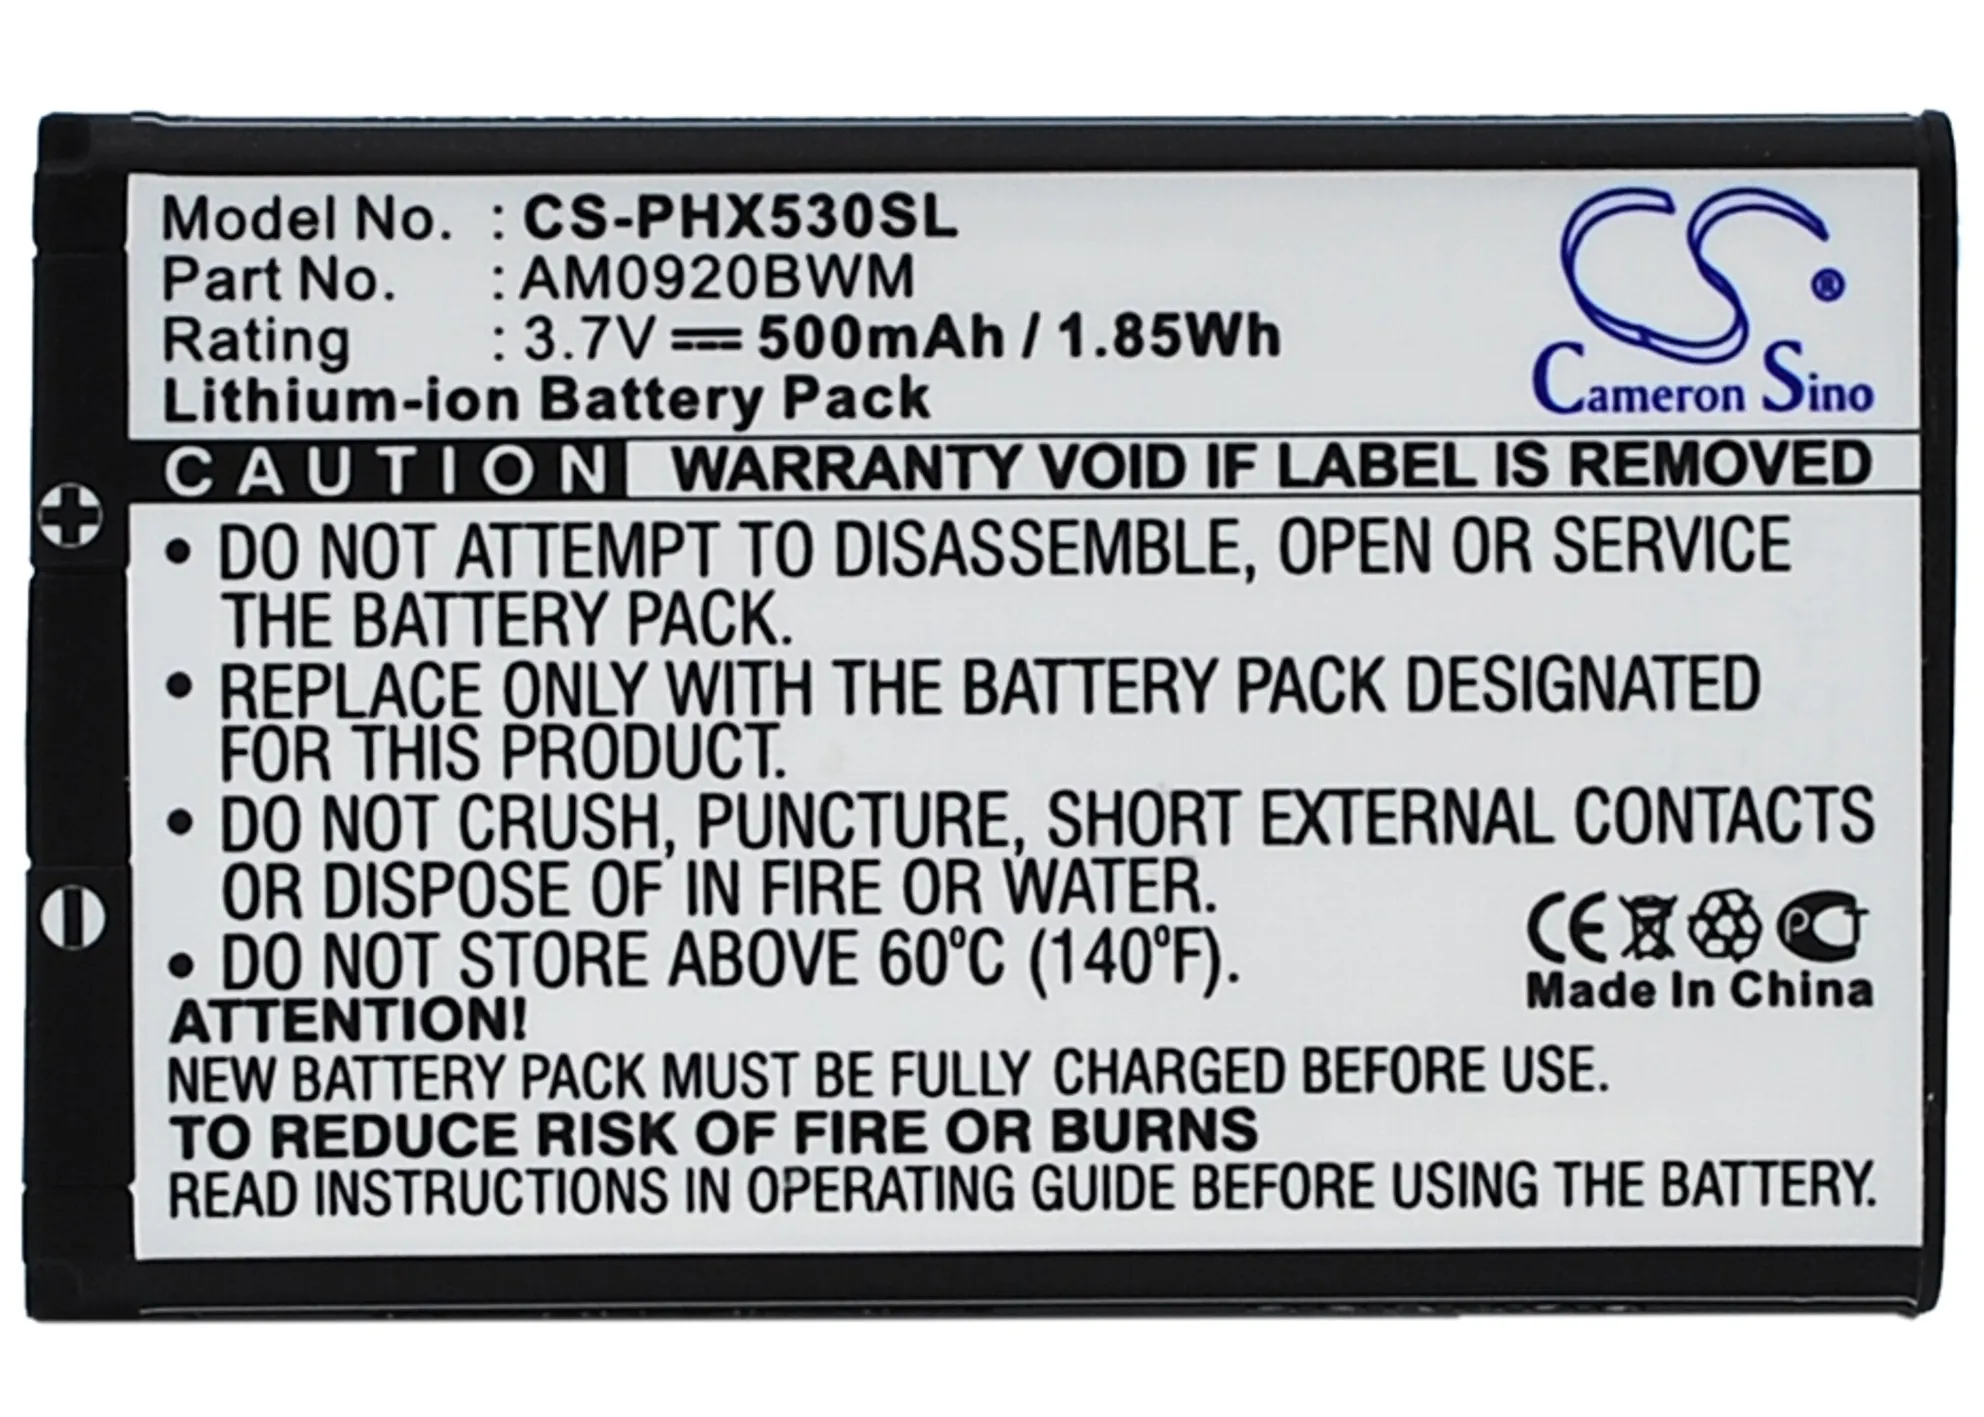 Model No. : CS-PHX530SL
Part No. : AM0920BWM
Rating : 3.7V 500mAh / 1.85Wh
Lithium-ion Battery Pack
CS®
Cameron Sino
CAUTION WARRANTY VOID IF LABEL IS REMOVED
• DO NOT ATTEMPT TO DISASSEMBLE, OPEN OR SERVICE
THE BATTERY PACK.
• REPLACE ONLY WITH THE BATTERY PACK DESIGNATED
FOR THIS PRODUCT.
• DO NOT CRUSH, PUNCTURE, SHORT EXTERNAL CONTACTS
OR DISPOSE OF IN FIRE OR WATER.
• DO NOT STORE ABOVE 60°C (140°F).
CE PCT
Made In China
ATTENTION!
NEW BATTERY PACK MUST BE FULLY CHARGED BEFORE USE.
TO REDUCE RISK OF FIRE OR BURNS
READ INSTRUCTIONS IN OPERATING GUIDE BEFORE USING THE BATTERY.